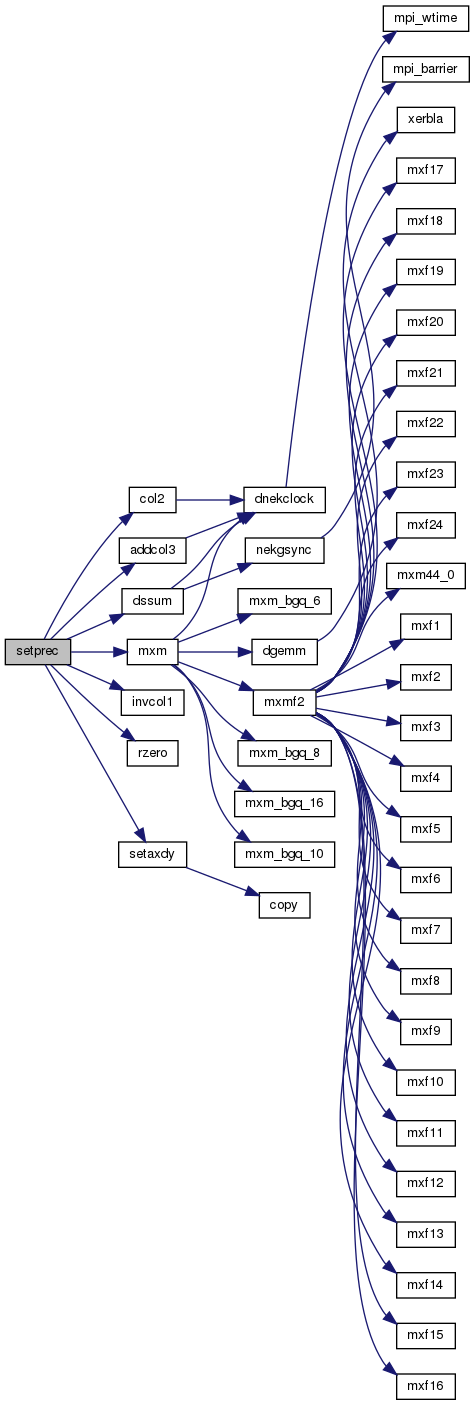 mpi_wtime
mpi_barrier
xerbla
mxf17
mxf18
mxf19
mxf20
mxf21
mxf22
mxf23
col2
dnekclock
mxf24
addcol3
nekgsync
mxm44_0
dssum
mxm_bgq_6
mxf1
setprec
mxm
dgemm
mxf2
invcol1
mxmf2
mxf3
rzero
mxm_bgq_8
mxf4
mxm_bgq_16
mxf5
setaxdy
mxm_bgq_10
mxf6
copy
mxf7
mxf8
mxf9
mxf10
mxf11
mxf12
mxf13
mxf14
mxf15
mxf16